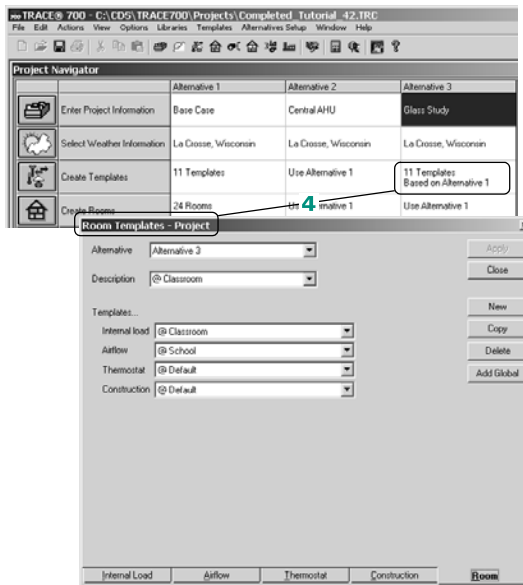 TRACE® 700 - C:\CDS\TRACE700\Projects\Completed_Tutorial_42.TRC
File Edit Actions View Options Libraries Templates Alternatives Setup Window Help
Project Navigator
Alternative 1 Alternative 2 Alternative 3
Enter Project Information Base Case Central AHU Glass Study
Select Weather Information La Crosse, Wisconsin La Crosse, Wisconsin La Crosse, Wisconsin
Create Templates 11 Templates Use Alternative 1 11 Templates
Based on Alternative 1
Create Rooms 24 Rooms Use Alternative 1 Use Alternative 1
4
Room Templates - Project
Alternative Alternative 3 Apply
Description @ Classroom Close
Templates... New
Internal load @ Classroom Copy
Airflow @ School Delete
Thermostat @ Default Add Global
Construction @ Default
Internal Load Airflow Thermostat Construction Room